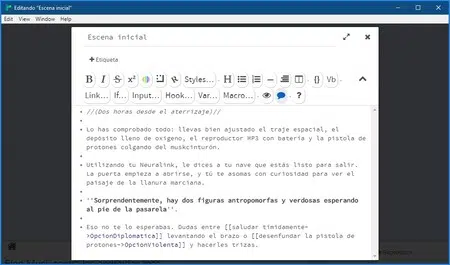 Editando "Escena inicial"
Edit View Window Help
Escena inicial
+Etiqueta
B I S x² Styles... H {} Vb
Link... If... Input... Hook... Var... Macro... ?
//(Dos horas desde el aterrizaje)//
Lo has comprobado todo: llevas bien ajustado el traje espacial, el
depósito lleno de oxígeno, el reproductor MP3 con batería y la pistola de
protones colgando del muskcinturón.
Utilizando tu Neuralink, le dices a tu nave que estás listo para salir.
La puerta empieza a abrirse, y tú te asomas con curiosidad para ver el
paisaje de la llanura marciana.
''Sorprendentemente, hay dos figuras antropomorfas y verdosas esperando
al pie de la pasarela''.
Eso no te lo esperabas. Dudas entre [[saludar tímidamente-
>OpcionDiplomatica]] levantando el brazo o [[desenfundar la pistola de
protones->OpcionViolenta]] y hacerles trizas.